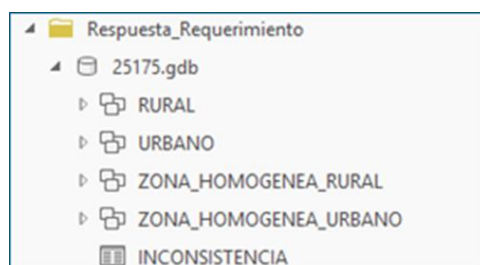 Respuesta_Requerimiento
25175.gdb
RURAL
URBANO
ZONA_HOMOGENEA_RURAL
ZONA_HOMOGENEA_URBANO
INCONSISTENCIA